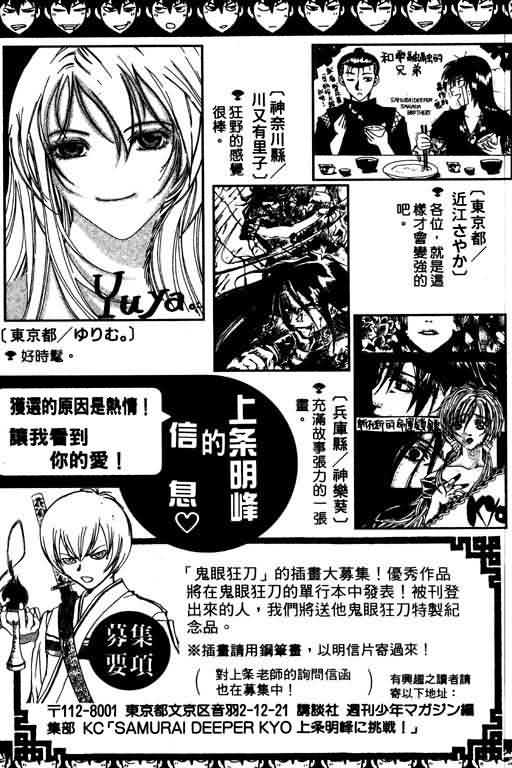 和樂融融的
兄弟
SAMURAI DEEPER
SANADA
BROTHERS
〔神奈川縣/
川又有里子〕
狂野的感覺
很棒。
〔東京都/
近江さやか〕
各位,就是這
樣才會變強的
吧。
Yuya
〔東京都/ゆりむ。〕
好時髦。
〔兵庫縣/神樂葵〕
充滿故事張力的一張
畫。
獲選的原因是熱情!
讓我看到
你的愛!
上条明峰
的
信息♡
募集
要項
「鬼眼狂刀」的插畫大募集!優秀作品
將在鬼眼狂刀的單行本中發表!被刊登
出來的人,我們將送他鬼眼狂刀特製紀
念品。
※插畫請用鋼筆畫,以明信片寄過來!
(對上条老師的詢問信函
也在募集中!)
有興趣之讀者請
寄以下地址:
〒112-8001 東京都文京区音羽2-12-21 講談社 週刊少年マガジン編
集部 KC「SAMURAI DEEPER KYO 上条明峰に挑戦!」